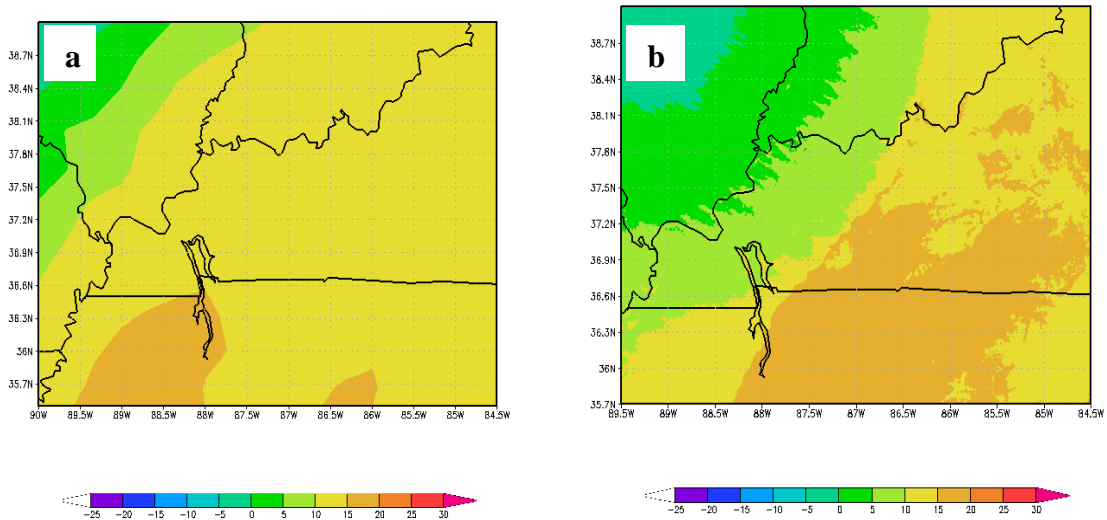 a
38.7N
38.4N
38.1N
37.8N
37.5N
37.2N
36.9N
36.6N
36.3N
36N
35.7N
90W 89.5W 89W 88.5W 88W 87.5W 87W 86.5W 86W 85.5W 85W 84.5W
-25 -20 -15 -10 -5 0 5 10 15 20 25 30
b
38.7N
38.4N
38.1N
37.8N
37.5N
37.2N
36.9N
36.6N
36.3N
36N
35.7N
89.5W 89W 88.5W 88W 87.5W 87W 86.5W 86W 85.5W 85W 84.5W
-25 -20 -15 -10 -5 0 5 10 15 20 25 30